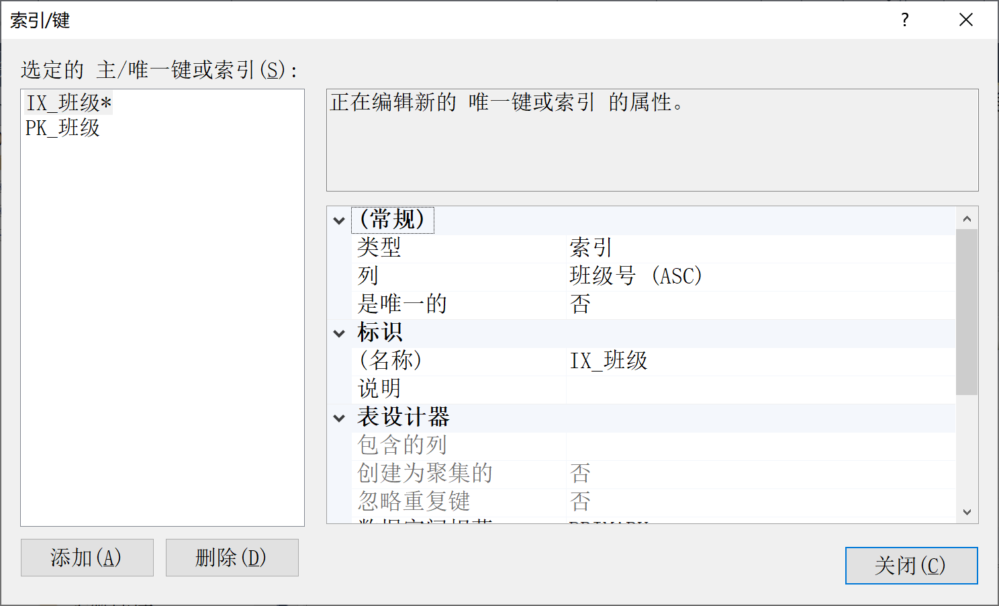 索引/键
?
选定的 主/唯一键或索引(S):
IX_班级*
PK_班级
正在编辑新的 唯一键或索引 的属性。
(常规)
类型 索引
列 班级号 (ASC)
是唯一的 否
标识
(名称) IX_班级
说明
表设计器
包含的列
创建为聚集的 否
忽略重复键 否
添加(A) 删除(D)
关闭(C)